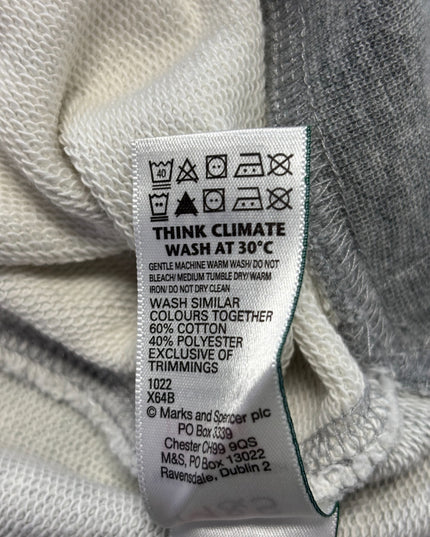 40
THINK CLIMATE
WASH AT 30°C
GENTLE MACHINE WARM WASH/DO NOT
BLEACH/MEDIUM TUMBLE DRY/WARM
IRON/DO NOT DRY CLEAN
WASH SIMILAR
COLOURS TOGETHER
60% COTTON
40% POLYESTER
EXCLUSIVE OF
TRIMMINGS
1022
X64B
© Marks and Spencer plc
PO Box 3339
Chester CH99 9QS
M&S, PO Box 13022
Ravensdale, Dublin 2